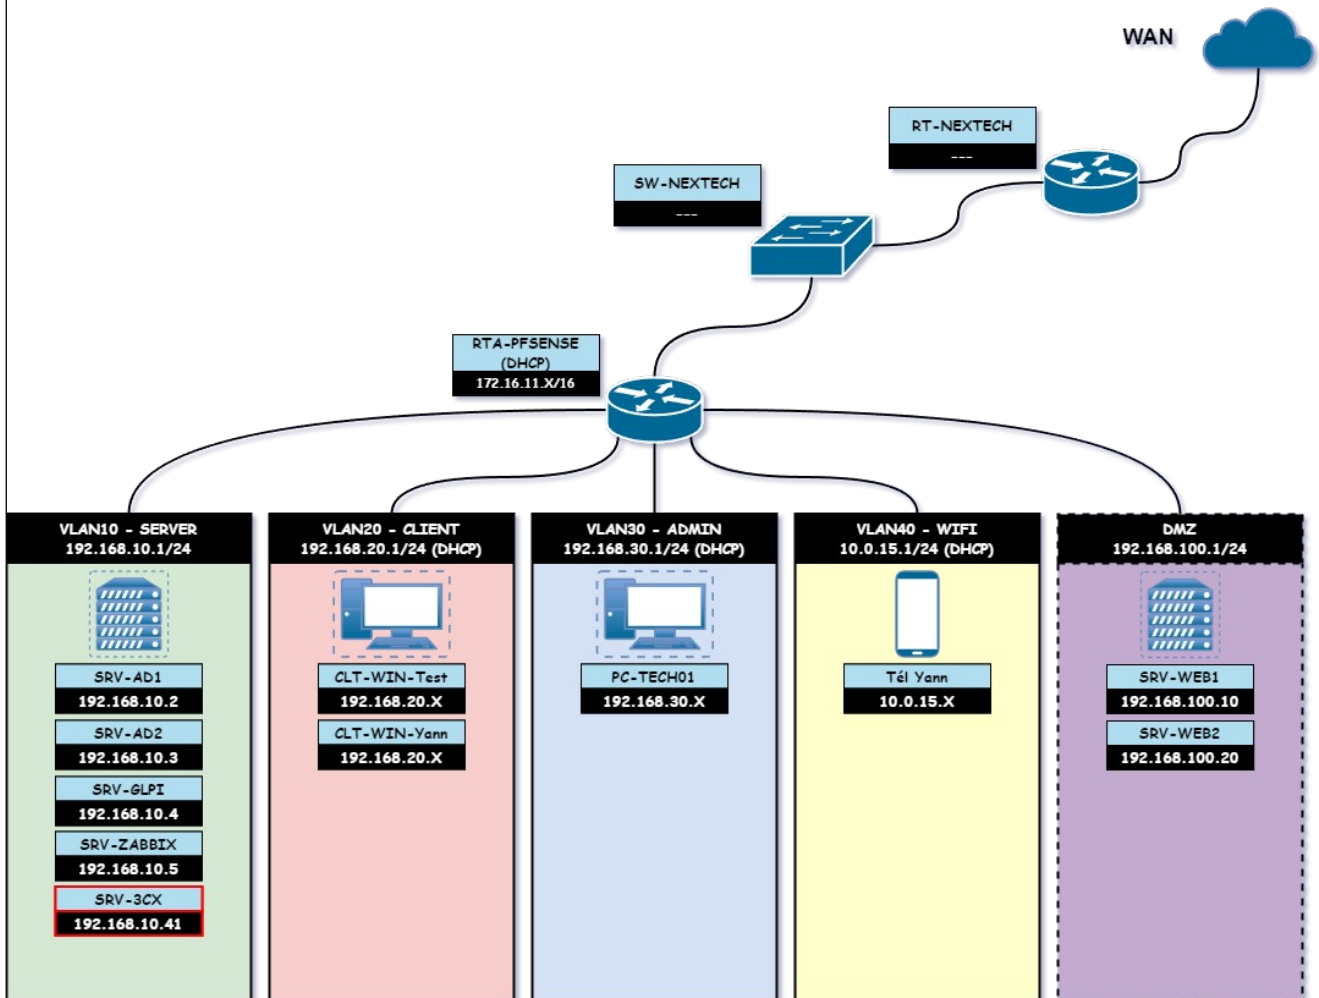 WAN
RT-NEXTECH
---
SW-NEXTECH
---
RTA-PFSENSE
(DHCP)
172.16.11.X/16
VLAN10 - SERVER
192.168.10.1/24
SRV-AD1
192.168.10.2
SRV-AD2
192.168.10.3
SRV-GLPI
192.168.10.4
SRV-ZABBIX
192.168.10.5
SRV-3CX
192.168.10.41
VLAN20 - CLIENT
192.168.20.1/24 (DHCP)
CLT-WIN-Test
192.168.20.X
CLT-WIN-Yann
192.168.20.X
VLAN30 - ADMIN
192.168.30.1/24 (DHCP)
PC-TECH01
192.168.30.X
VLAN40 - WIFI
10.0.15.1/24 (DHCP)
Tél Yann
10.0.15.X
DMZ
192.168.100.1/24
SRV-WEB1
192.168.100.10
SRV-WEB2
192.168.100.20